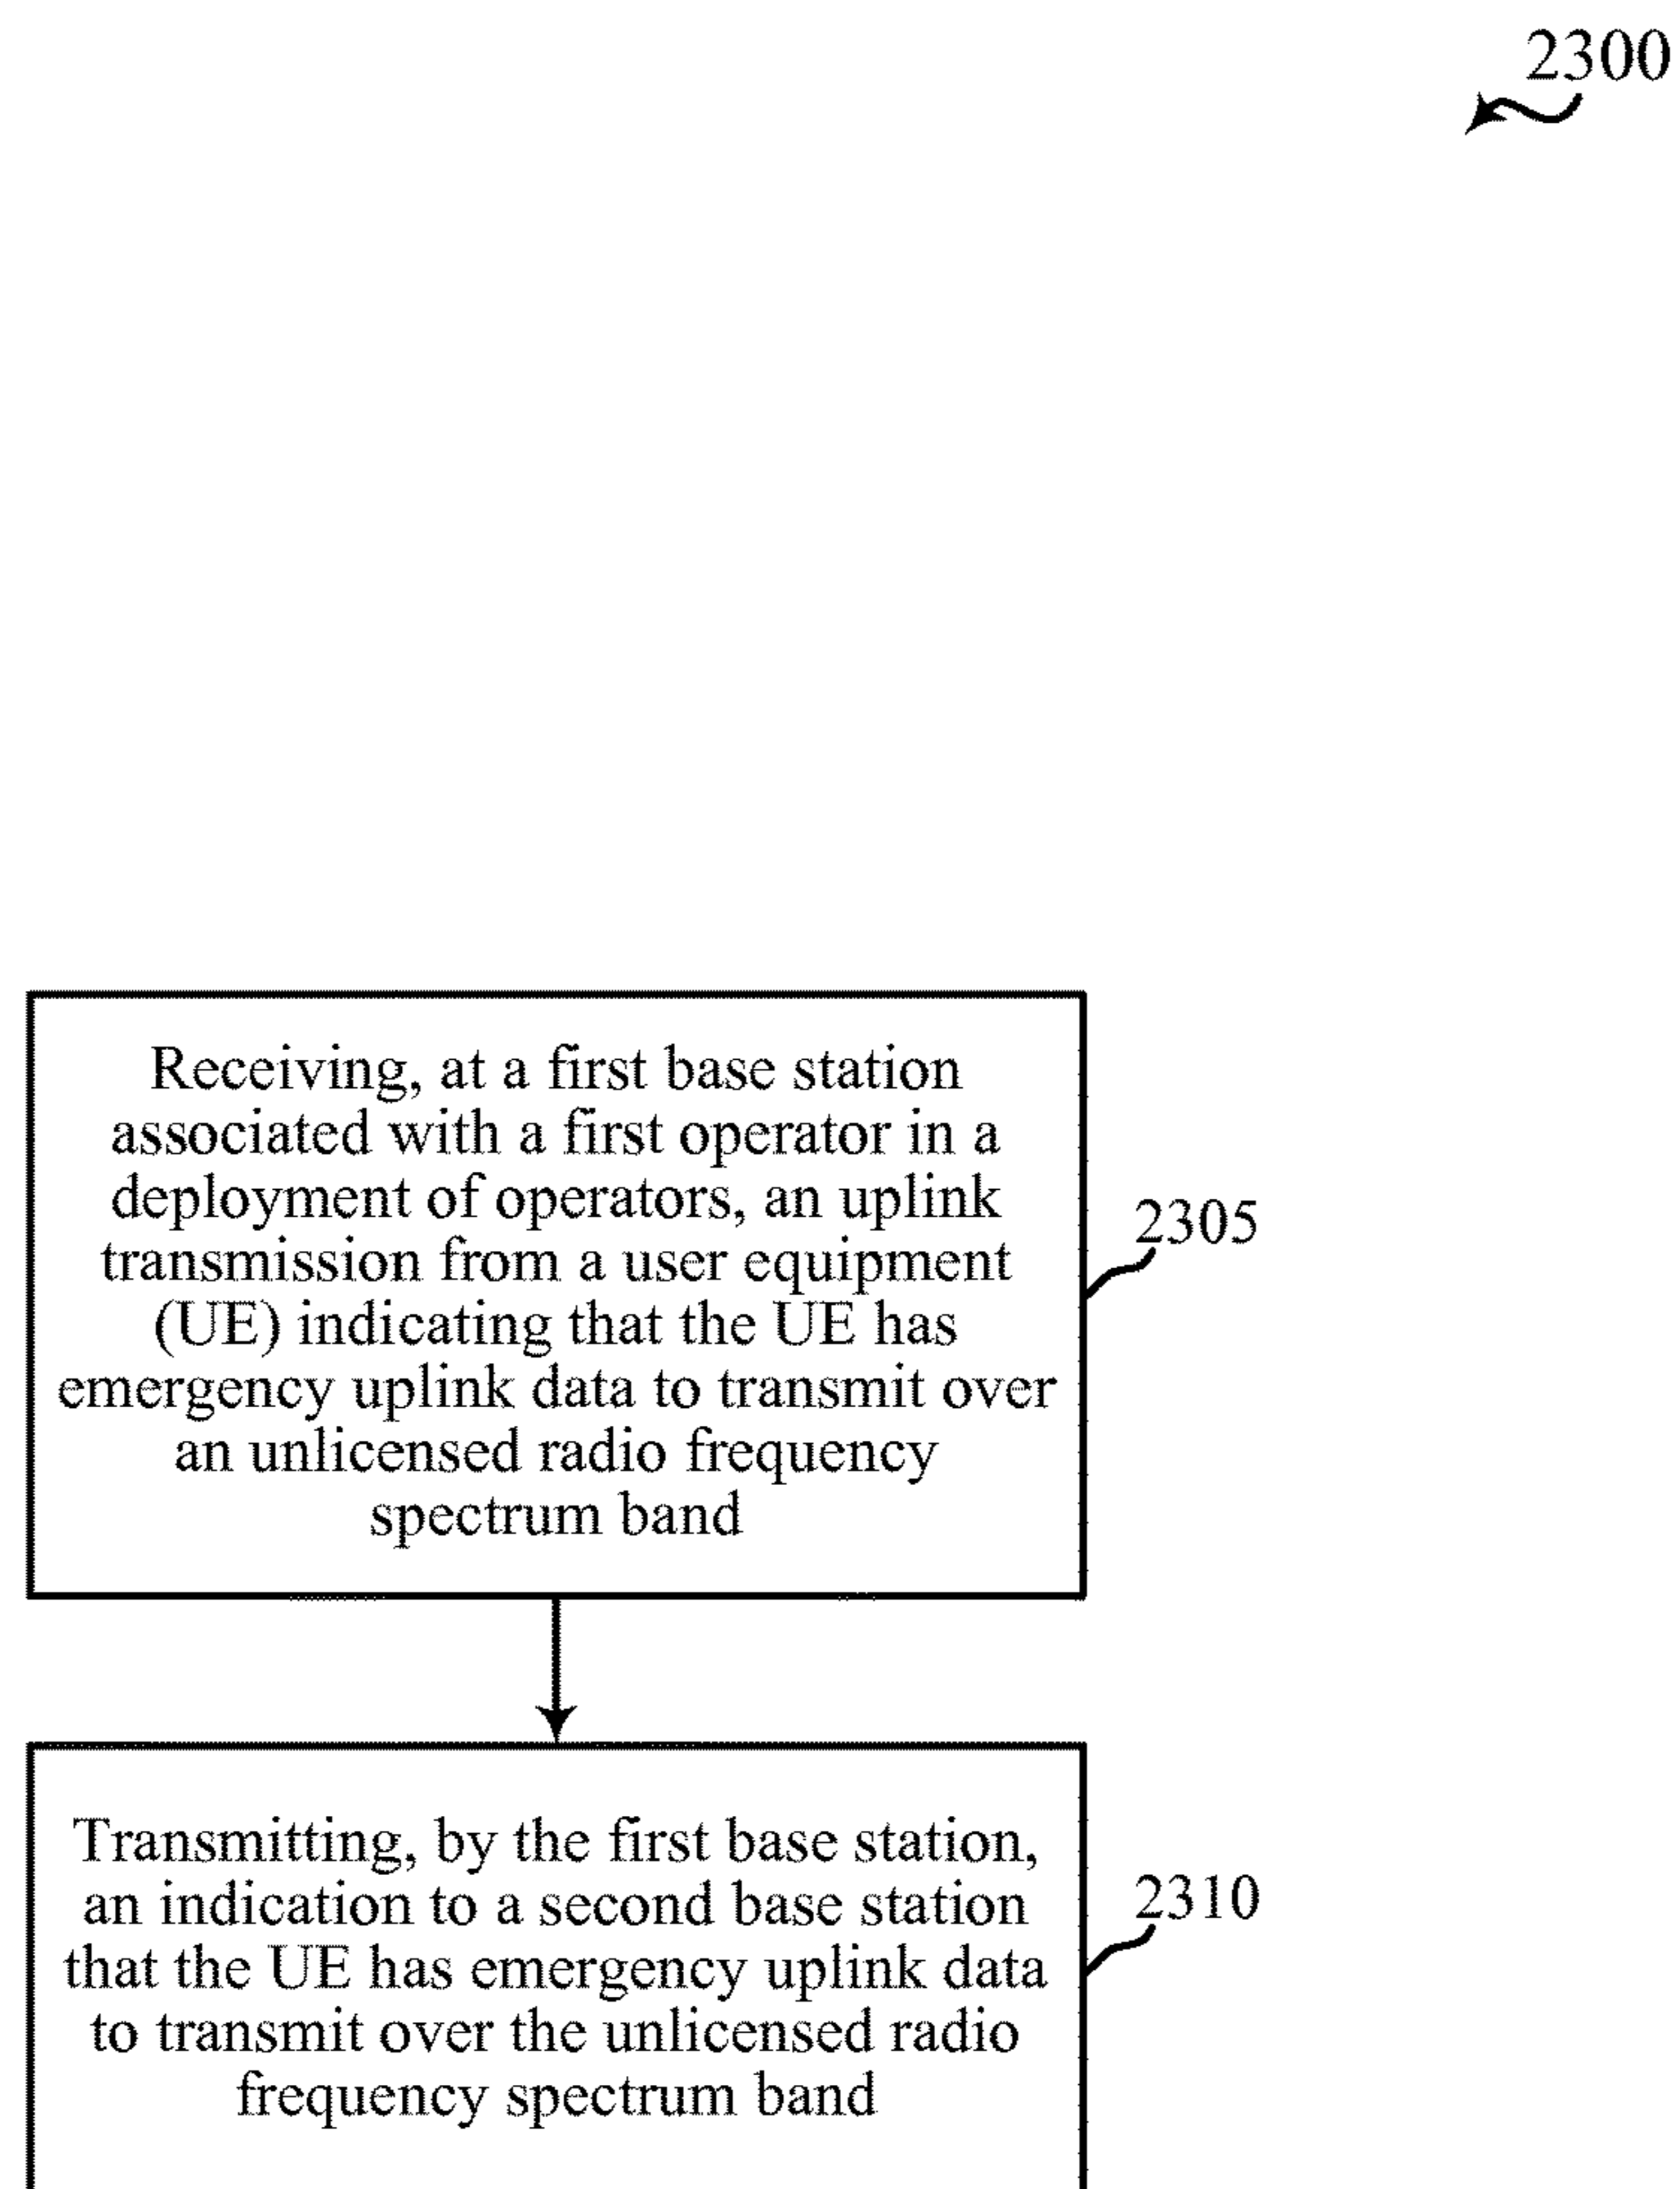 2300
Receiving, at a first base station
associated with a first operator in a
deployment of operators, an uplink
transmission from a user equipment
(UE) indicating that the UE has
emergency uplink data to transmit over
an unlicensed radio frequency
spectrum band
2305
Transmitting, by the first base station,
an indication to a second base station
that the UE has emergency uplink data
to transmit over the unlicensed radio
frequency spectrum band
2310